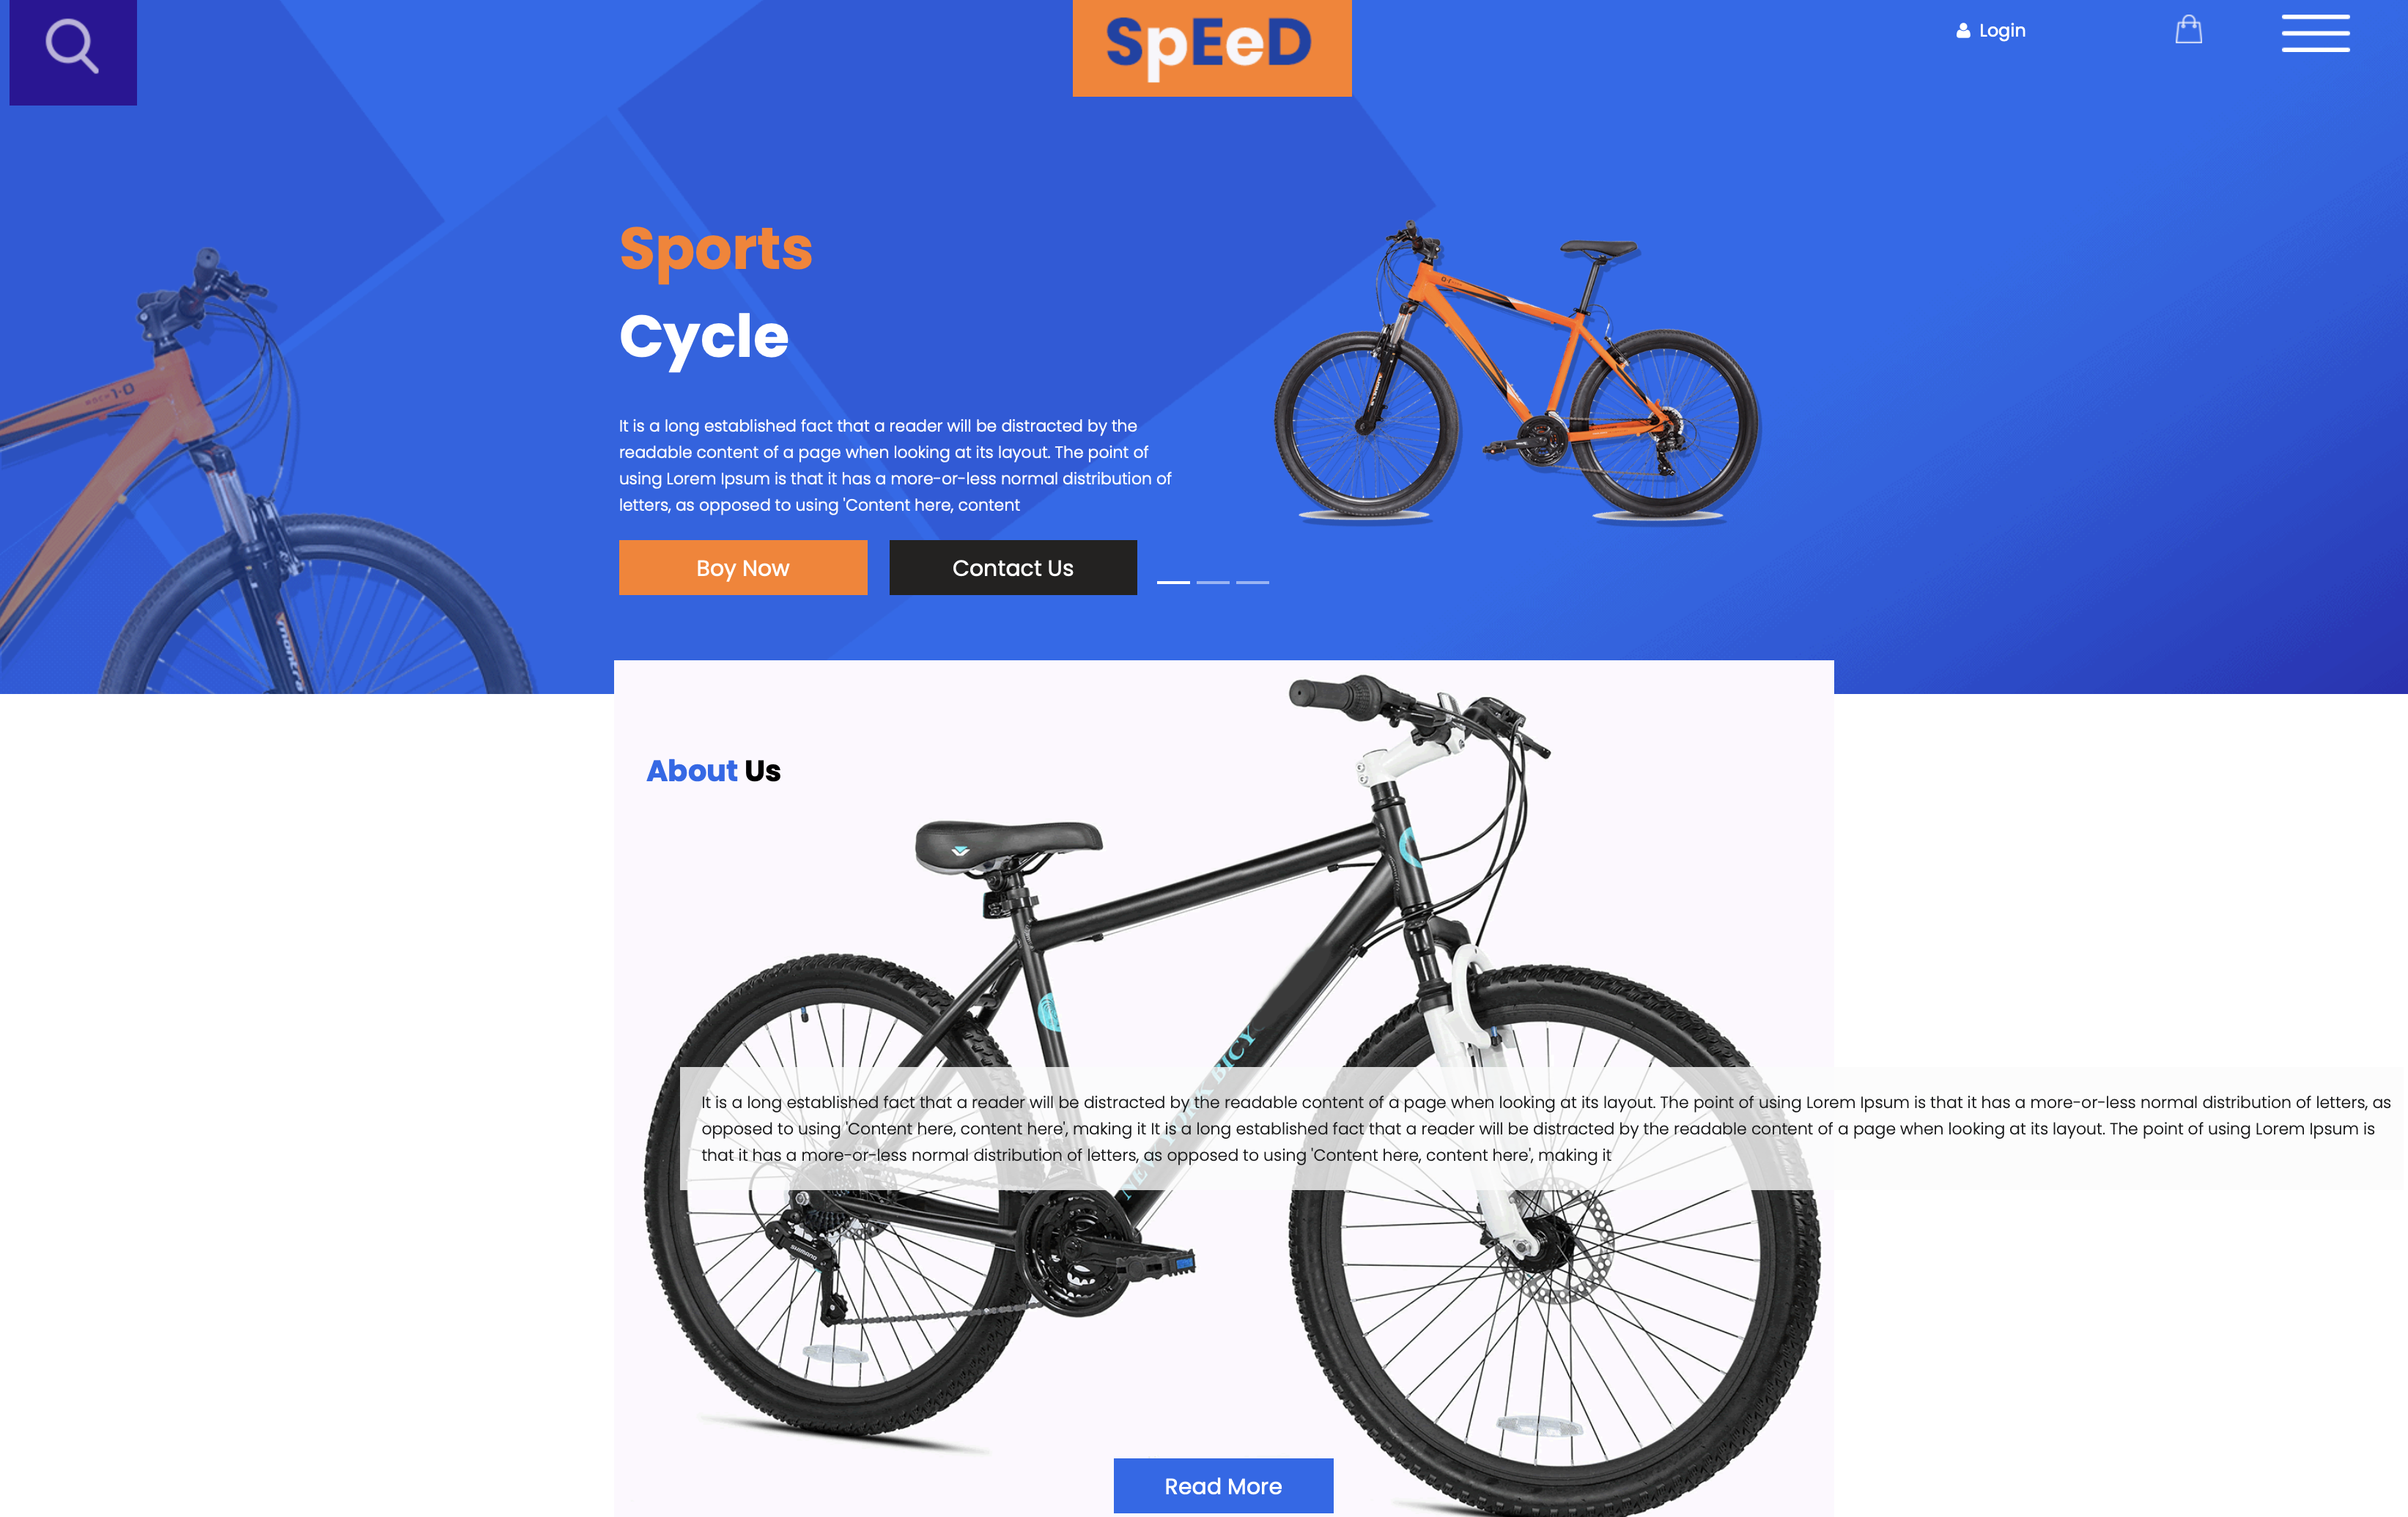 SpEeD
Login
Sports
Cycle
It is a long established fact that a reader will be distracted by the
readable content of a page when looking at its layout. The point of
using Lorem Ipsum is that it has a more-or-less normal distribution of
letters, as opposed to using 'Content here, content
Boy Now
Contact Us
About Us
NEW YORK BICY
It is a long established fact that a reader will be distracted by the readable content of a page when looking at its layout. The point of using Lorem Ipsum is that it has a more-or-less normal distribution of letters, as
opposed to using 'Content here, content here', making it It is a long established fact that a reader will be distracted by the readable content of a page when looking at its layout. The point of using Lorem Ipsum is
that it has a more-or-less normal distribution of letters, as opposed to using 'Content here, content here', making it
SHIMANO
Read More